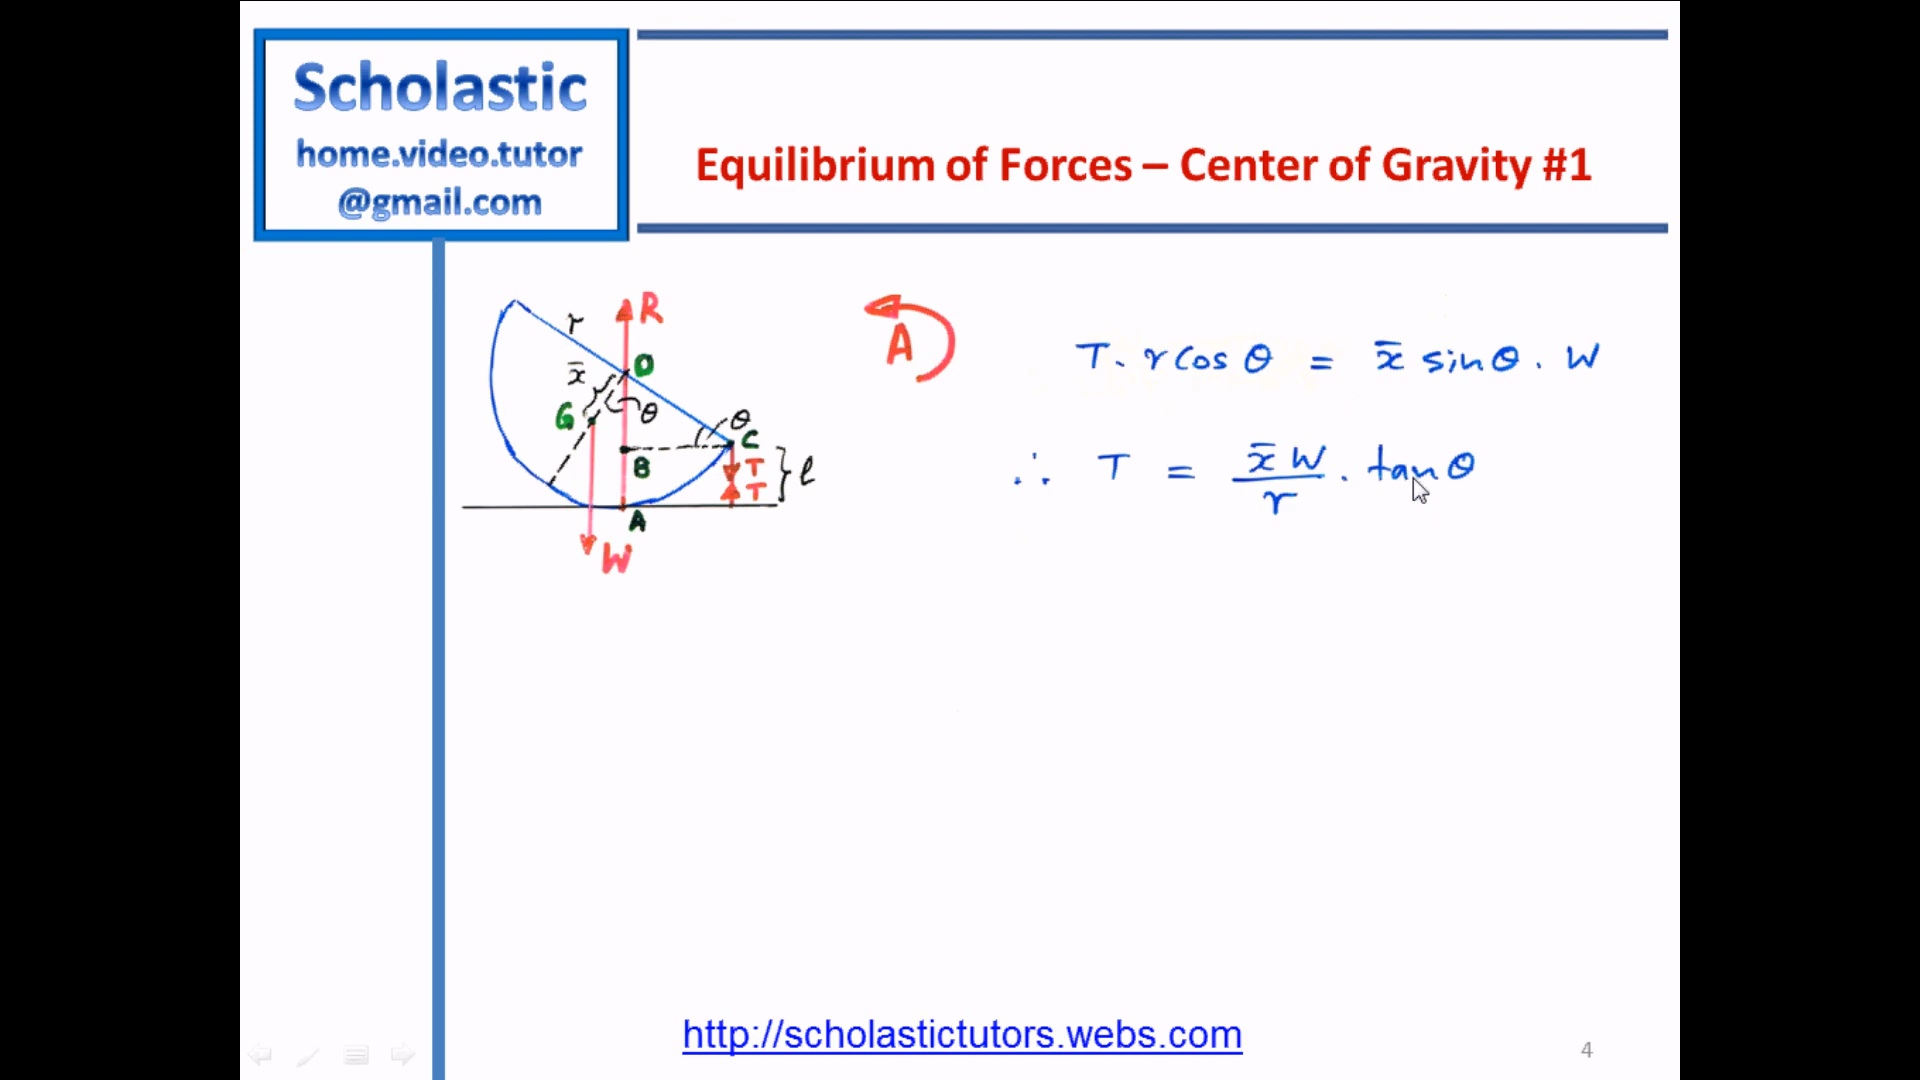 Scholastic
home.video.tutor
@gmail.com
Equilibrium of Forces – Center of Gravity #1
R
r
O
x̄
G
θ
θ
C
B
T
T
l
A
W
A
T. r cos θ = x̄ sin θ . W
∴ T = x̄ W / r . tan θ
http://scholastictutors.webs.com
4